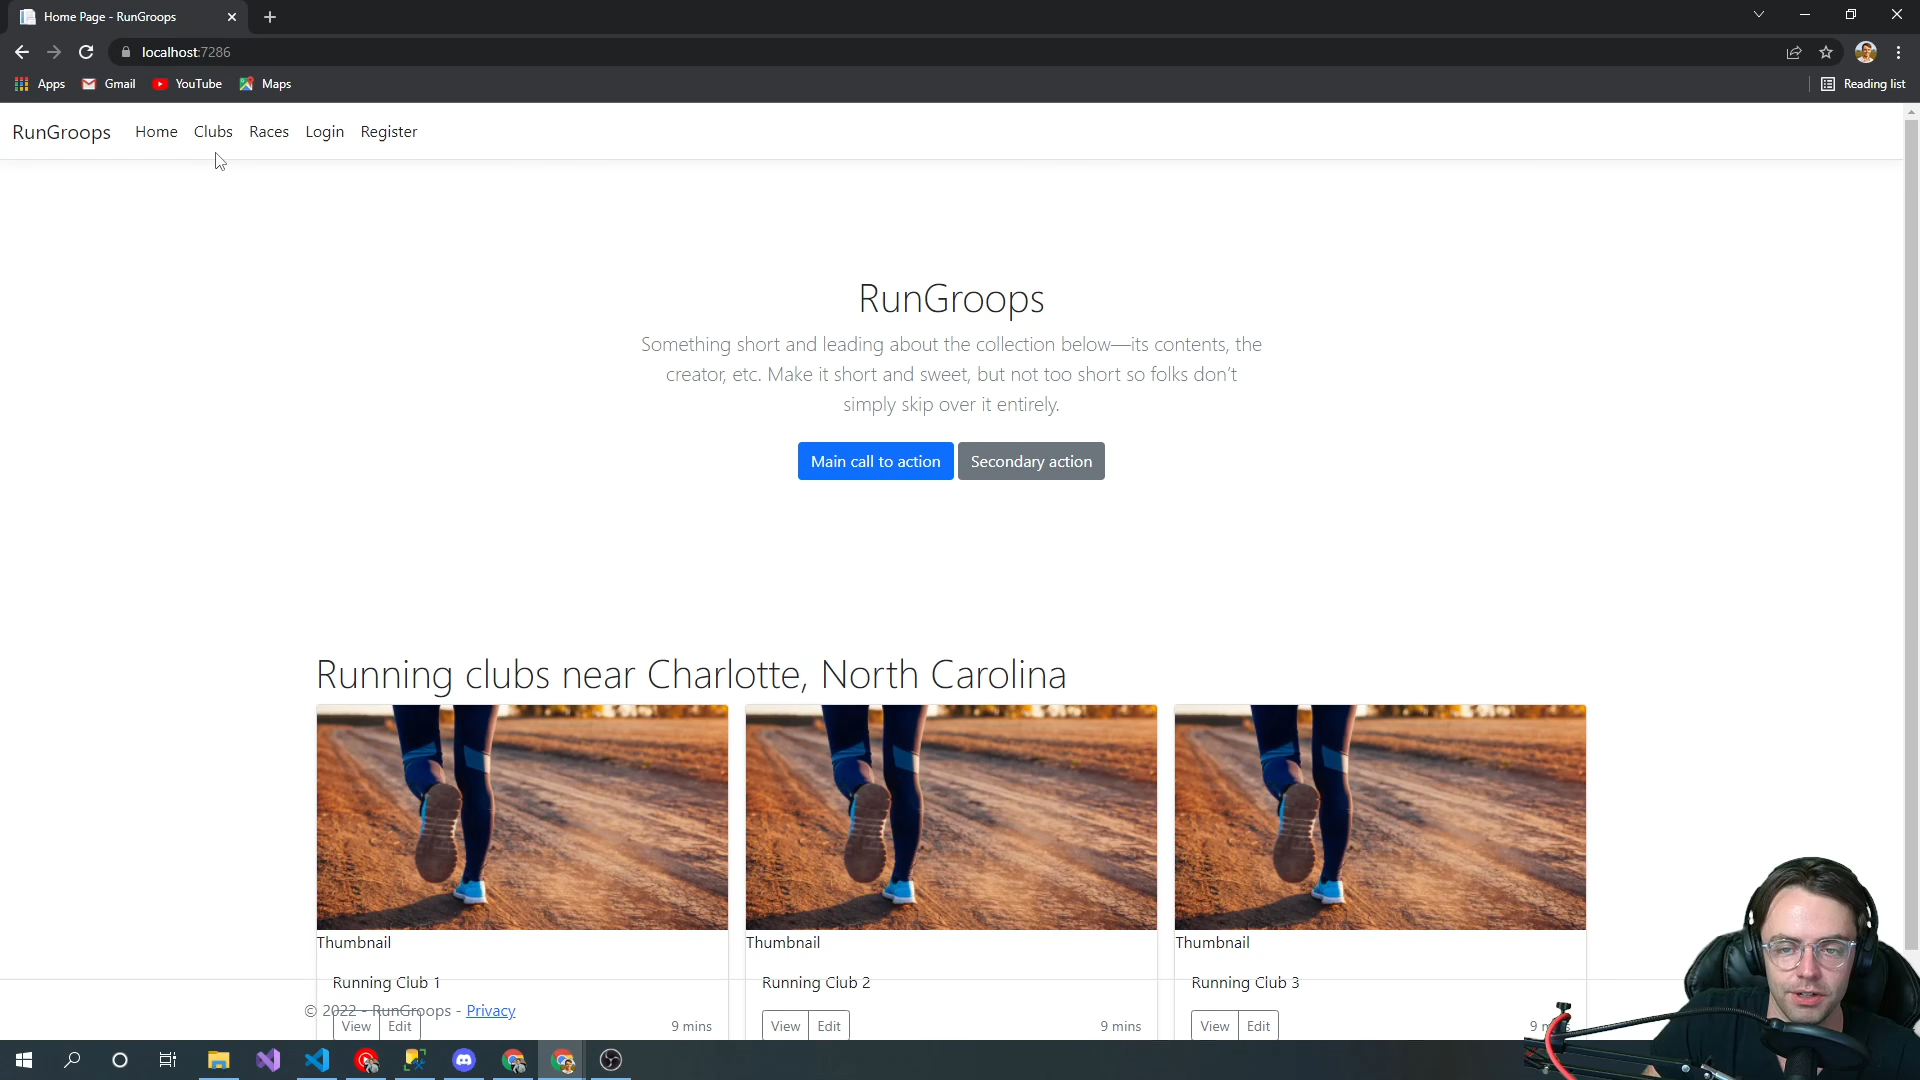 Home Page - RunGroops
localhost:7286
Apps Gmail YouTube Maps Reading list
RunGroops Home Clubs Races Login Register
RunGroops
Something short and leading about the collection below—its contents, the
creator, etc. Make it short and sweet, but not too short so folks don't
simply skip over it entirely.
Main call to action Secondary action
Running clubs near Charlotte, North Carolina
Thumbnail Thumbnail Thumbnail
Running Club 1 Running Club 2 Running Club 3
© 2022 - RunGroops - Privacy
View Edit 9 mins View Edit 9 mins View Edit 9